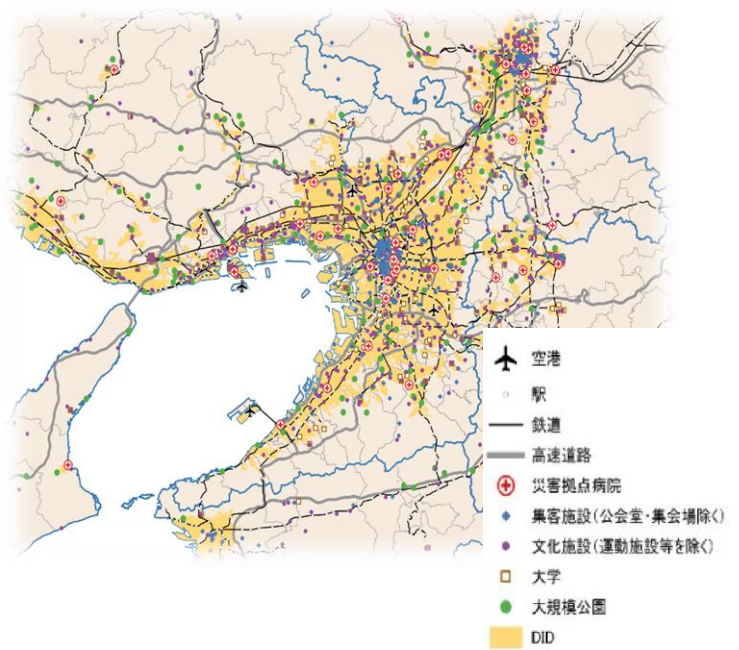 空港
駅
鉄道
高速道路
災害拠点病院
集客施設(公会堂・集会場除く)
文化施設(運動施設等を除く)
大学
大規模公園
DID